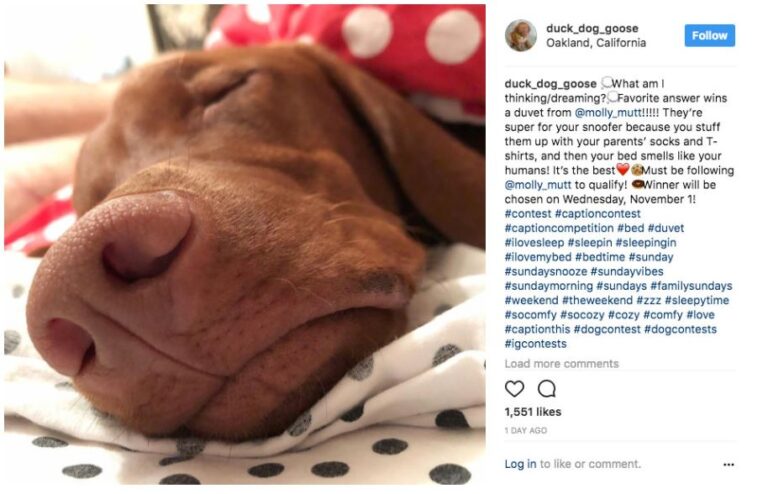 duck_dog_goose
Oakland, California
Follow
duck_dog_goose 💭What am I
thinking/dreaming?💭Favorite answer wins
a duvet from @molly_mutt!!!!! They're
super for your snoofer because you stuff
them up with your parents' socks and T-
shirts, and then your bed smells like your
humans! It's the best❤️🍪Must be following
@molly_mutt to qualify! 🍩Winner will be
chosen on Wednesday, November 1!
#contest #captioncontest
#captioncompetition #bed #duvet
#ilovesleep #sleepin #sleepingin
#ilovemybed #bedtime #sunday
#sundaysnooze #sundayvibes
#sundaymorning #sundays #familysundays
#weekend #theweekend #zzz #sleepytime
#socomfy #socozy #cozy #comfy #love
#captionthis #dogcontest #dogcontests
#igcontests
Load more comments
1,551 likes
1 DAY AGO
Log in to like or comment.